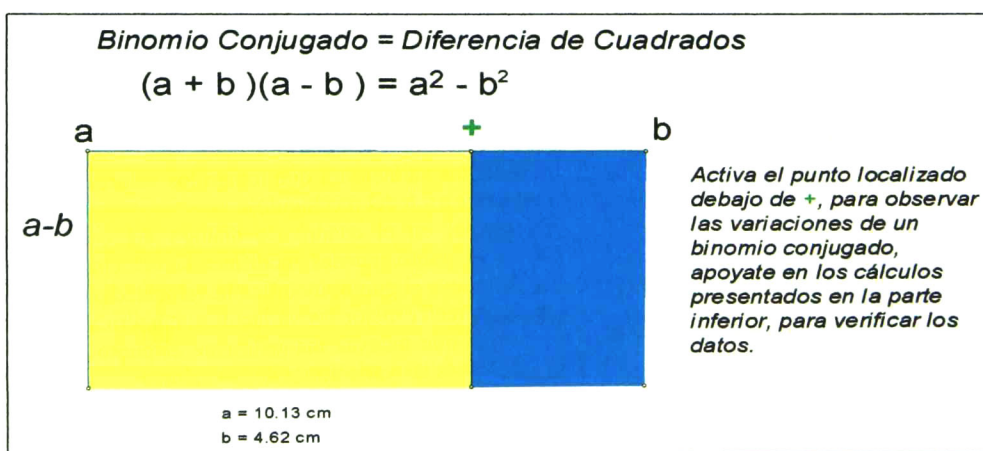 Binomio Conjugado = Diferencia de Cuadrados
(a + b )(a - b ) = a² - b²
a
+
b
a-b
Activa el punto localizado
debajo de +, para observar
las variaciones de un
binomio conjugado,
apoyate en los cálculos
presentados en la parte
inferior, para verificar los
datos.
a = 10.13 cm
b = 4.62 cm